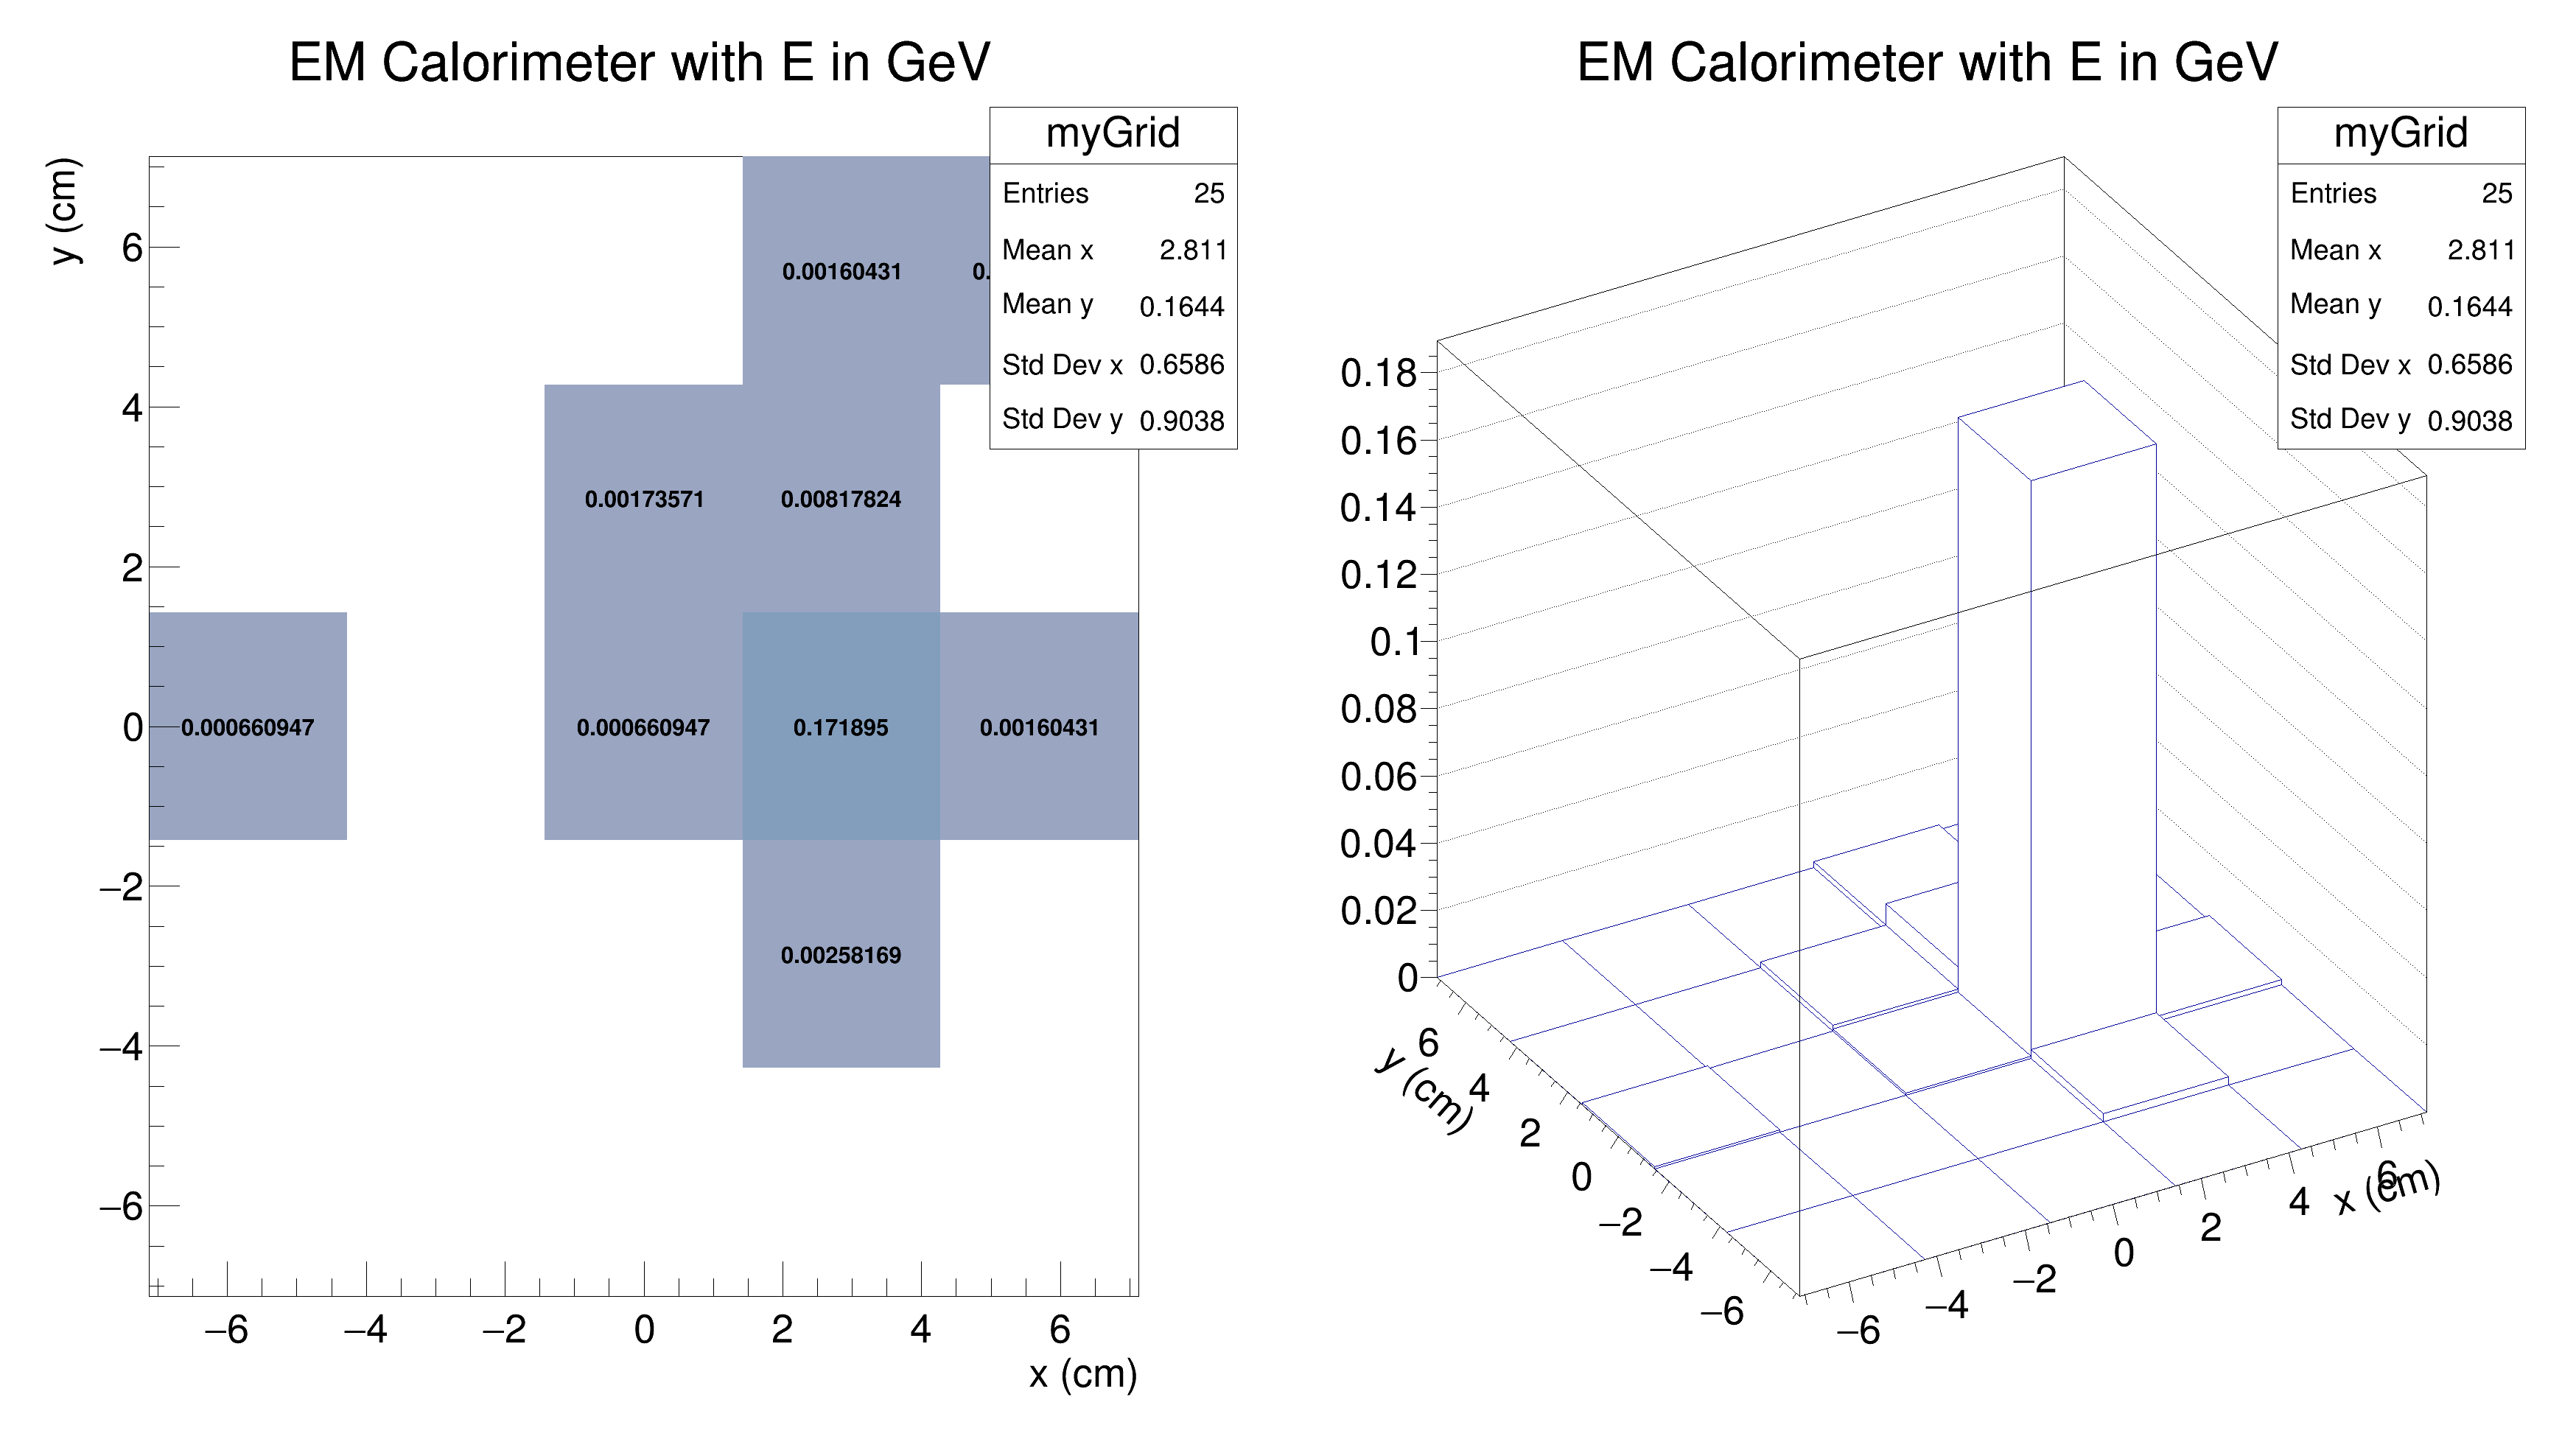 EM Calorimeter with E in GeV
myGrid
Entries 25
Mean x 2.811
Mean y 0.1644
Std Dev x 0.6586
Std Dev y 0.9038
y (cm)
6
4
2
0
−2
−4
−6
0.00160431 0.
0.00173571 0.00817824
0.000660947 0.000660947 0.171895 0.00160431
0.00258169
−6 −4 −2 0 2 4 6
x (cm)
EM Calorimeter with E in GeV
myGrid
Entries 25
Mean x 2.811
Mean y 0.1644
Std Dev x 0.6586
Std Dev y 0.9038
0.18
0.16
0.14
0.12
0.1
0.08
0.06
0.04
0.02
0
6
4
2
0
−2
−4
−6
y (cm)
−6
−4
−2
0
2
4
6
x (cm)